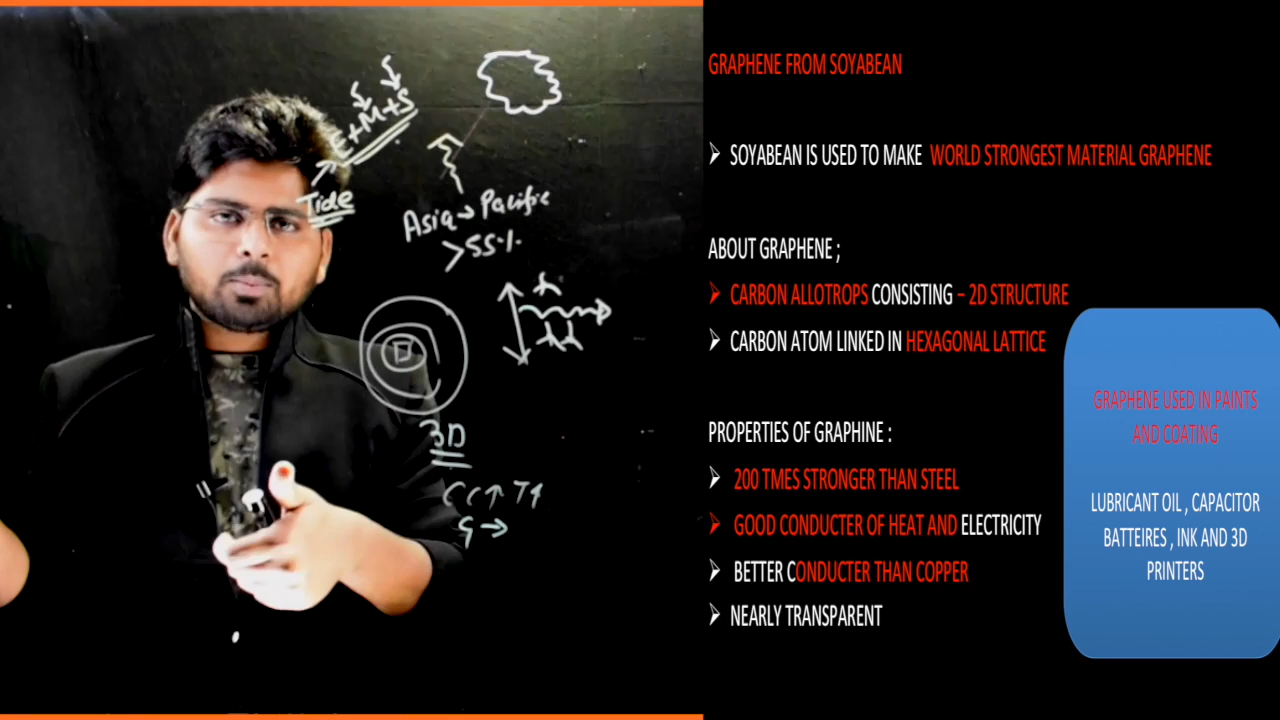 E+M+S
Tide
Asia → Pacific
>55%
D
3D
CC↑ T↑
GRAPHENE FROM SOYABEAN
➤ SOYABEAN IS USED TO MAKE WORLD STRONGEST MATERIAL GRAPHENE
ABOUT GRAPHENE ;
➤ CARBON ALLOTROPS CONSISTING – 2D STRUCTURE
➤ CARBON ATOM LINKED IN HEXAGONAL LATTICE
PROPERTIES OF GRAPHINE :
➤ 200 TMES STRONGER THAN STEEL
➤ GOOD CONDUCTER OF HEAT AND ELECTRICITY
➤ BETTER CONDUCTER THAN COPPER
➤ NEARLY TRANSPARENT
GRAPHENE USED IN PAINTS
AND COATING
LUBRICANT OIL , CAPACITOR
BATTEIRES , INK AND 3D
PRINTERS